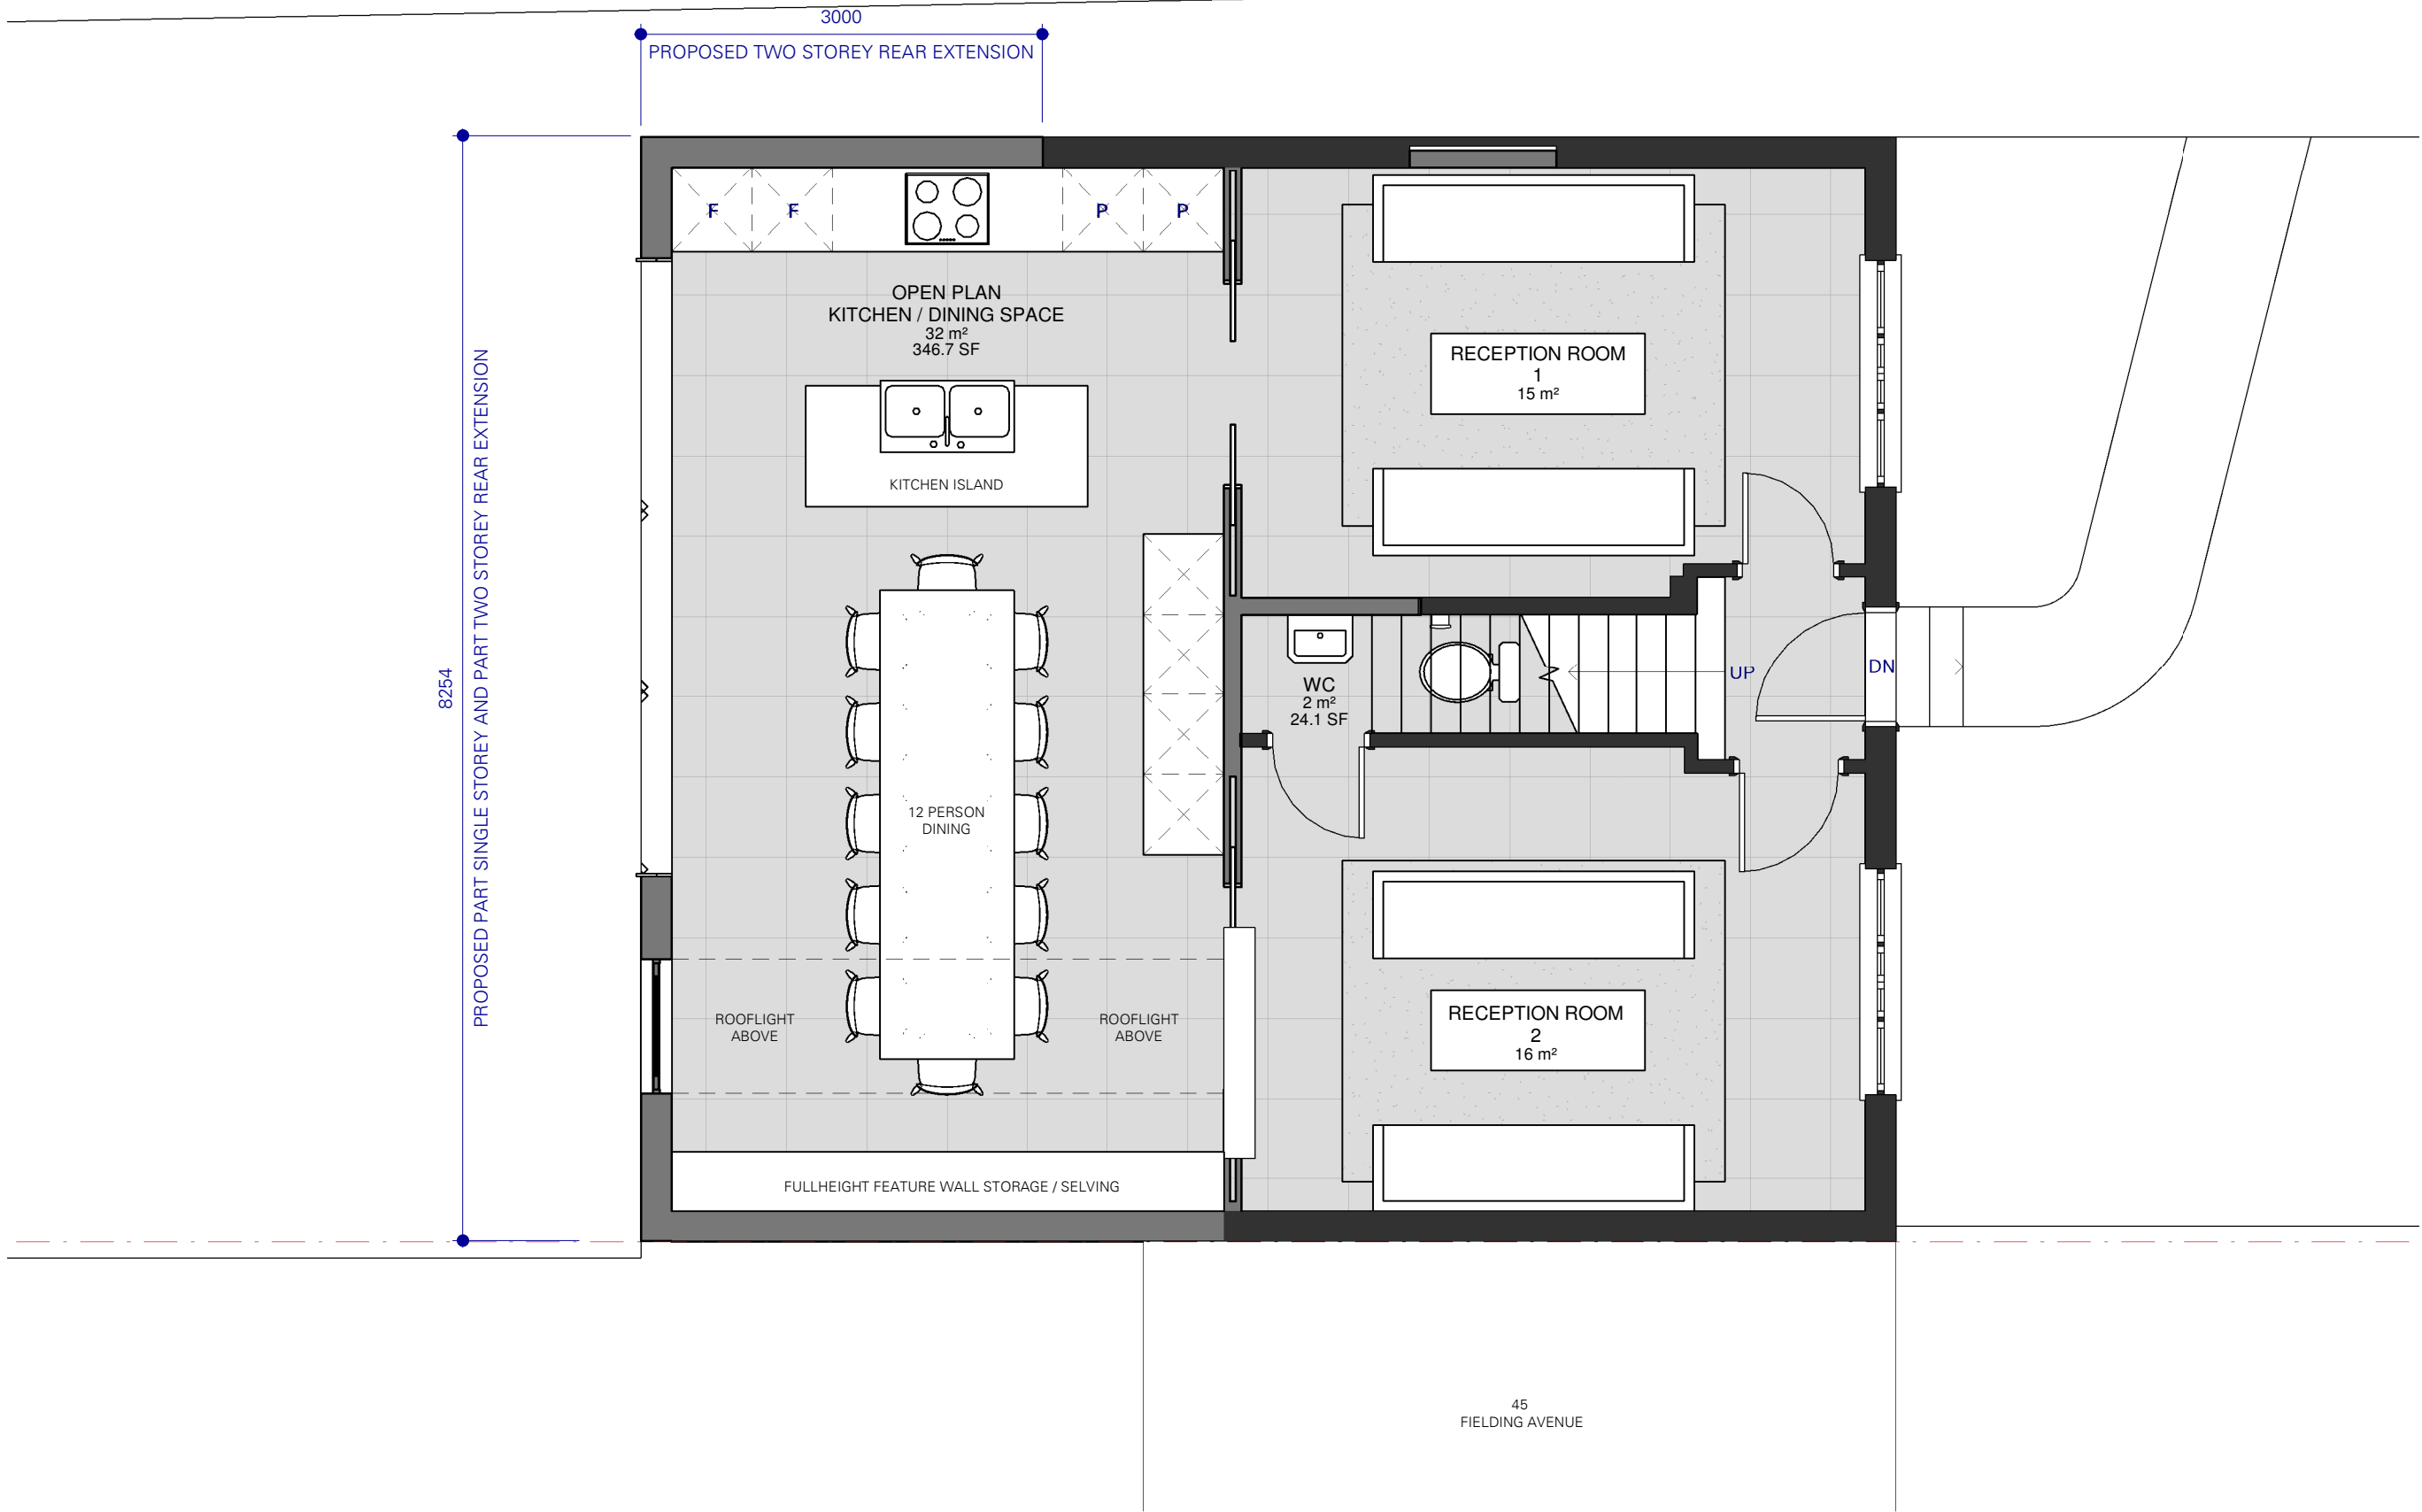 3000
PROPOSED TWO STOREY REAR EXTENSION
8254
PROPOSED PART SINGLE STOREY AND PART TWO STOREY REAR EXTENSION
F
F
P
P
OPEN PLAN
KITCHEN / DINING SPACE
32 m²
346.7 SF
KITCHEN ISLAND
RECEPTION ROOM
1
15 m²
WC
2 m²
24.1 SF
UP
DN
12 PERSON
DINING
ROOFLIGHT
ABOVE
ROOFLIGHT
ABOVE
RECEPTION ROOM
2
16 m²
FULLHEIGHT FEATURE WALL STORAGE / SELVING
45
FIELDING AVENUE